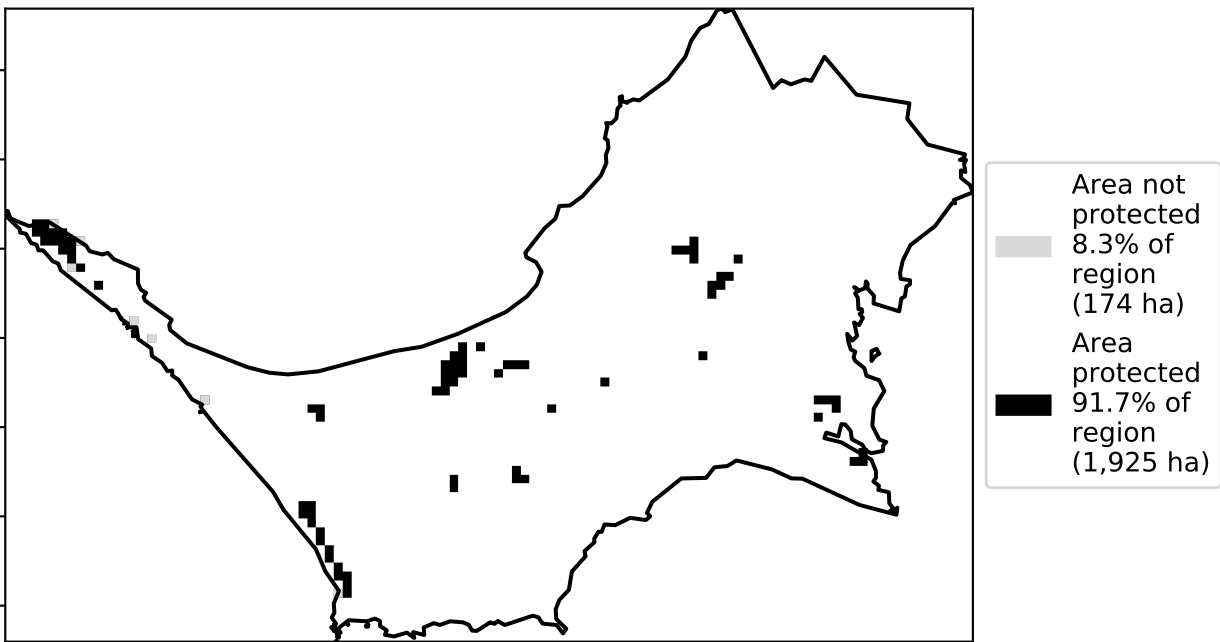 Area not
protected
8.3% of
region
(174 ha)
Area
protected
91.7% of
region
(1,925 ha)